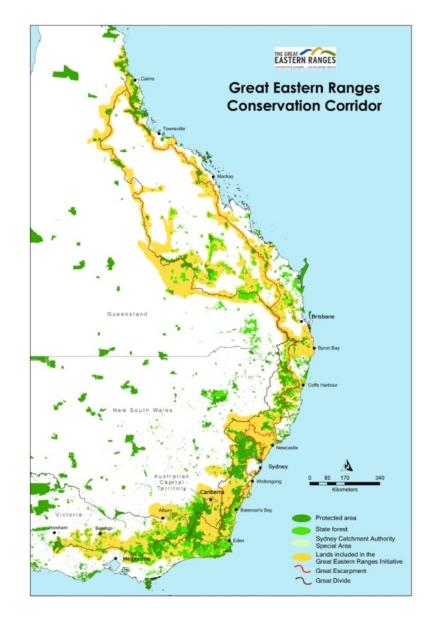 THE GREAT
EASTERN RANGES
Great Eastern Ranges
Conservation Corridor
Cairns
Townsville
Mackay
Queensland
Brisbane
Byron Bay
Coffs Harbour
New South Wales
Newcastle
Sydney
Wollongong
Australian
Capital
Territory
Canberra
Bateman's Bay
Albury
Victoria
Horsham
Bendigo
Eden
Melbourne
0 85 170 340
Kilometers
Protected area
State forest
Sydney Catchment Authority
Special Area
Lands included in the
Great Eastern Ranges Initiative
Great Escarpment
Great Divide